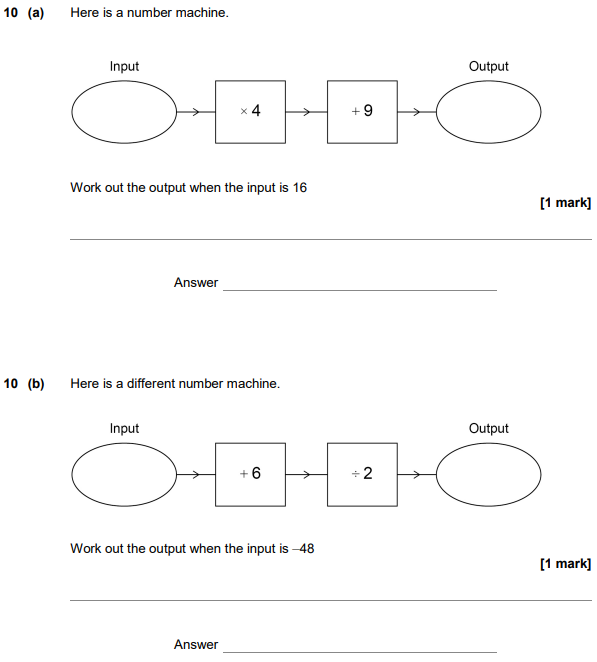 10 (a) Here is a number machine.
Input Output
× 4 + 9
Work out the output when the input is 16
[1 mark]
Answer
10 (b) Here is a different number machine.
Input Output
+ 6 ÷ 2
Work out the output when the input is –48
[1 mark]
Answer